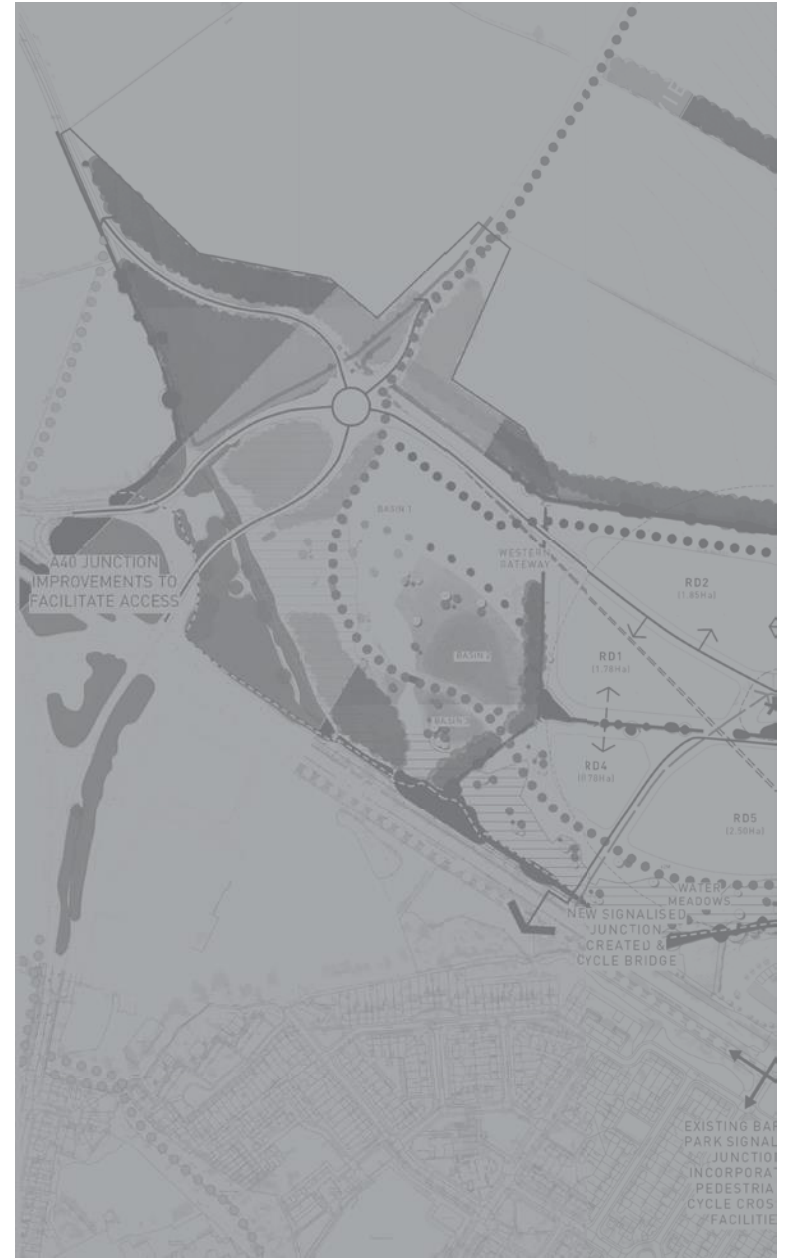 BASIN 1
WESTERN
GATEWAY
A40 JUNCTION
IMPROVEMENTS TO
FACILITATE ACCESS
RD2
(1.85Ha)
RD1
(1.78Ha)
BASIN 2
BASIN 3
RD4
RD5
(2.50Ha)
WATER
MEADOWS
NEW SIGNALISED
JUNCTION
CREATED &
CYCLE BRIDGE
EXISTING BAR
PARK SIGNAL
JUNCTIO
INCORPORAT
PEDESTRIA
CYCLE CROS
FACILITIE